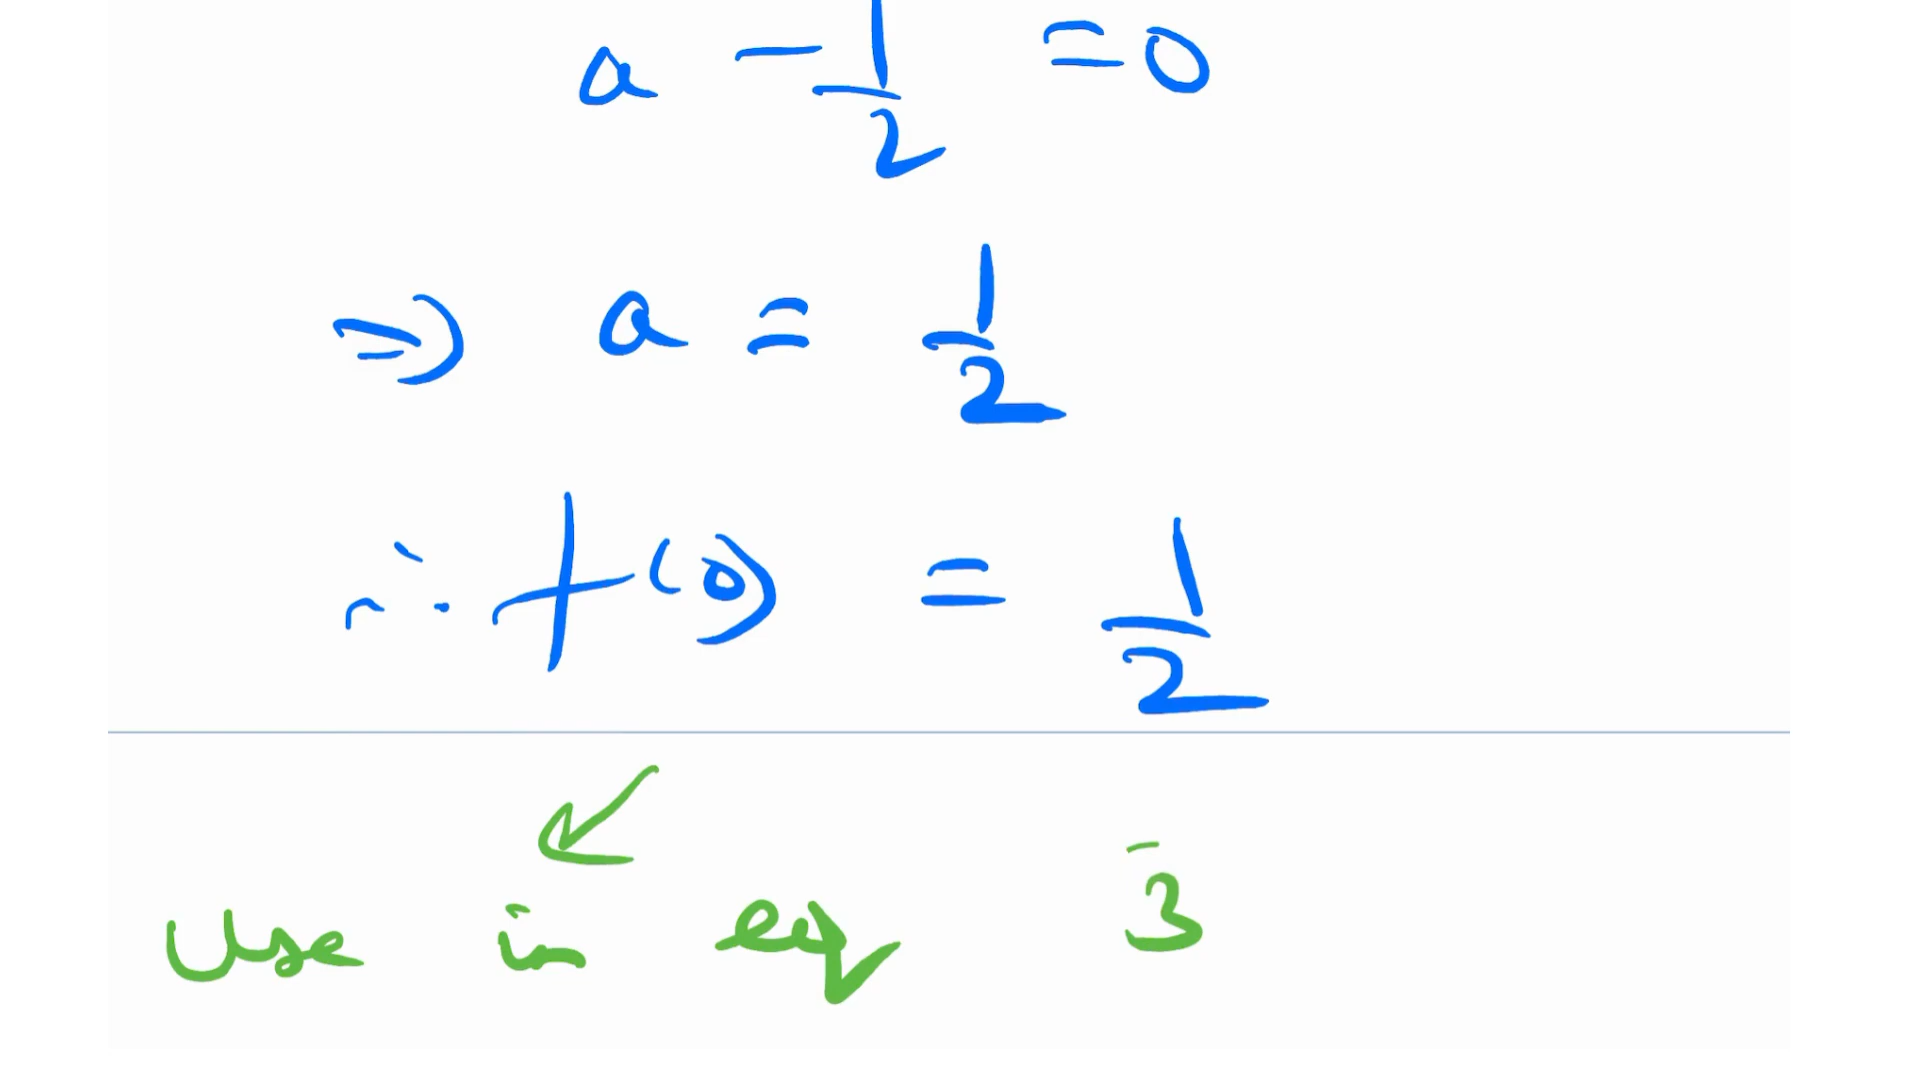 a - 1/2 = 0
⇒ a = 1/2
∴ f(0) = 1/2
Use in eq 3